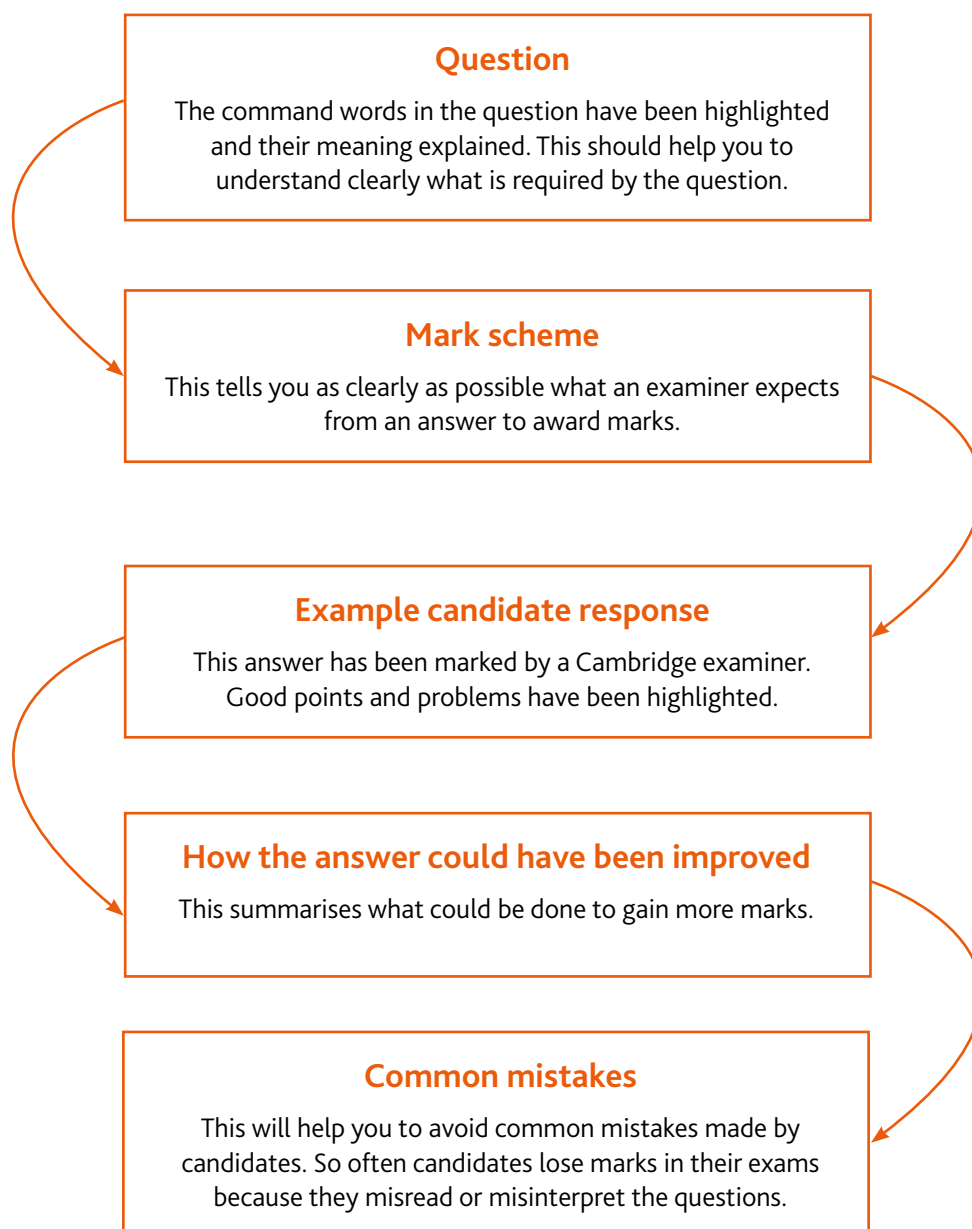 Question
The command words in the question have been highlighted
and their meaning explained. This should help you to
understand clearly what is required by the question.
Mark scheme
This tells you as clearly as possible what an examiner expects
from an answer to award marks.
Example candidate response
This answer has been marked by a Cambridge examiner.
Good points and problems have been highlighted.
How the answer could have been improved
This summarises what could be done to gain more marks.
Common mistakes
This will help you to avoid common mistakes made by
candidates. So often candidates lose marks in their exams
because they misread or misinterpret the questions.